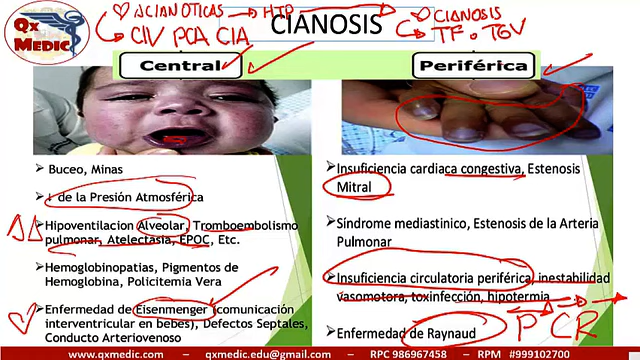 Qx
MEDIC
♡ ACIANOTICAS → HTP
CIV PCA CIA
CIANOSIS
♡ CIANOSIS
TF • TGV
Central
Periférica
Buceo, Minas
↓ de la Presión Atmosférica
Hipoventilacion Alveolar, Tromboembolismo
pulmonar, Atelectasia, EPOC, Etc.
Hemoglobinopatias, Pigmentos de
Hemoglobina, Policitemia Vera
Enfermedad de Eisenmenger (comunicación
interventricular en bebes), Defectos Septales,
Conducto Arteriovenoso
Insuficiencia cardiaca congestiva, Estenosis
Mitral
Síndrome mediastinico, Estenosis de la Arteria
Pulmonar
Insuficiencia circulatoria periférica, inestabilidad
vasomotora, toxinfección, hipotermia
Enfermedad de Raynaud
P CR
www.qxmedic.com – qxmedic.edu@gmail.com – RPC 986967458 – RPM #999102700